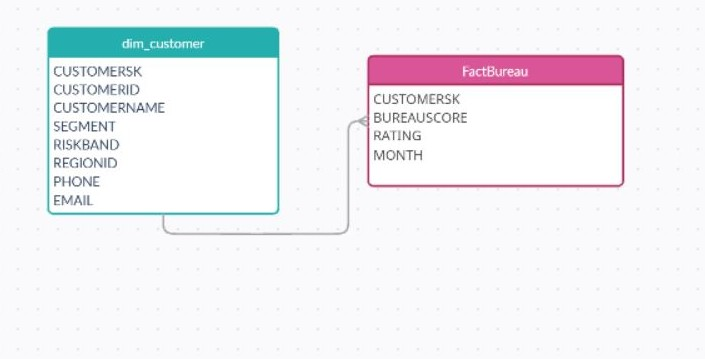 dim_customer
CUSTOMERSK
CUSTOMERID
CUSTOMERNAME
SEGMENT
RISKBAND
REGIONID
PHONE
EMAIL
FactBureau
CUSTOMERSK
BUREAUSCORE
RATING
MONTH